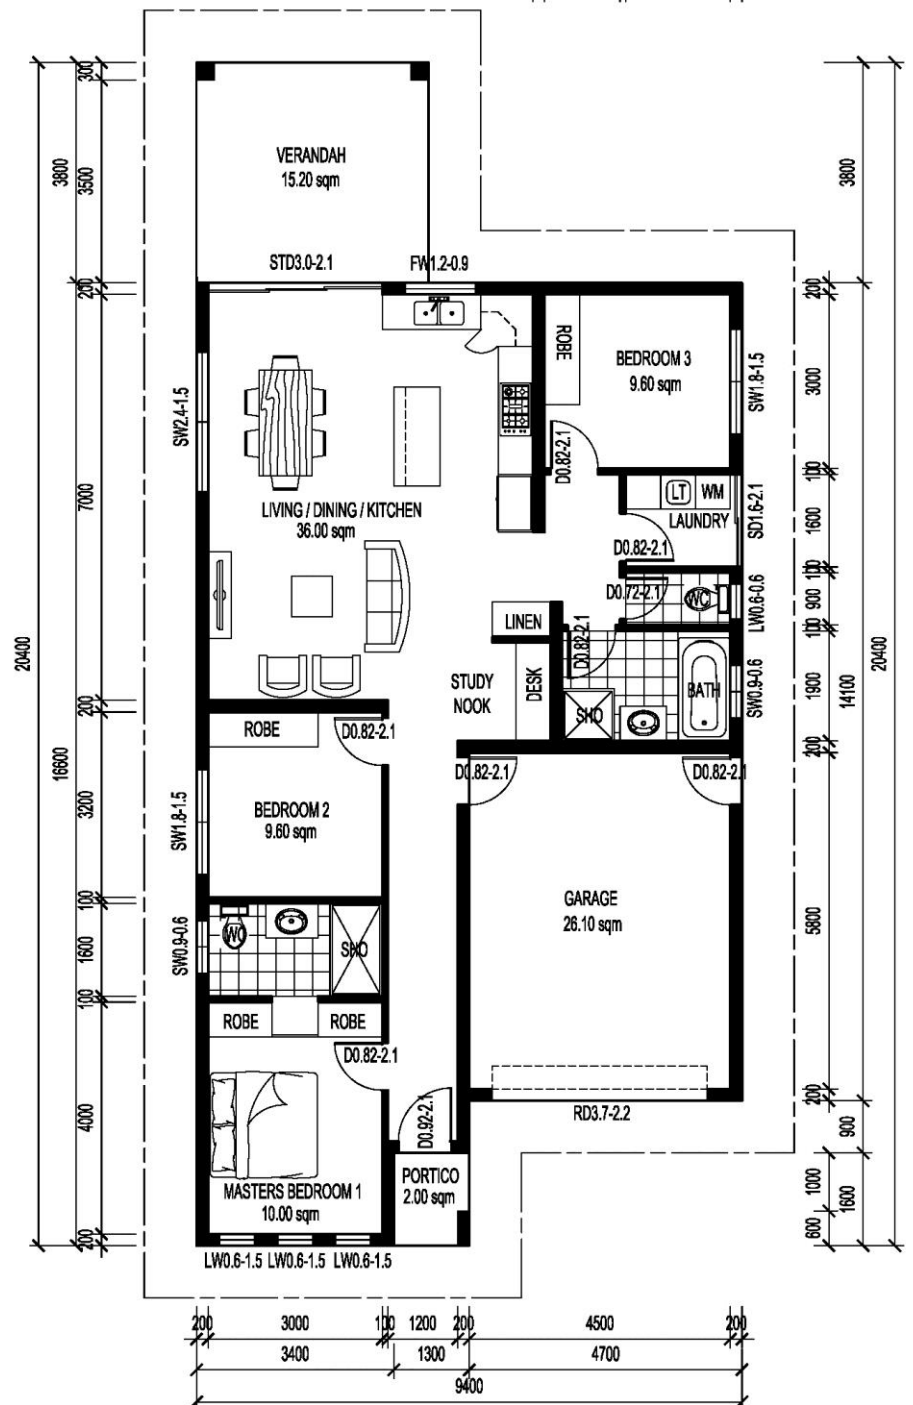 VERANDAH
15.20 sqm
STD3.0-2.1
FW1.2-0.9
ROBE
BEDROOM 3
9.60 sqm
SW1.8-1.5
SW2.4-1.5
D0.82-2.1
LIVING / DINING / KITCHEN
36.00 sqm
LT
WM
LAUNDRY
SD1.6-2.1
D0.82-2.1
D0.72-2.1
WC
LW0.6-0.6
LINEN
D0.82-2.1
STUDY
NOOK
DESK
SHO
BATH
SW0.9-0.6
ROBE
D0.82-2.1
D0.82-2.1
D0.82-2.1
BEDROOM 2
9.60 sqm
SW1.8-1.5
GARAGE
26.10 sqm
WC
SHO
SW0.9-0.6
ROBE
ROBE
D0.82-2.1
D0.92-2.1
RD3.7-2.2
MASTERS BEDROOM 1
10.00 sqm
PORTICO
2.00 sqm
LW0.6-1.5
LW0.6-1.5
LW0.6-1.5
20400
3800
16600
300
3500
200
7000
200
3200
100
1600
100
4000
200
200
3000
100
1600
100
900
100
1900
200
5800
200
1000
600
3800
14100
900
1600
20400
200
3000
100
1200
200
4500
200
3400
1300
4700
9400